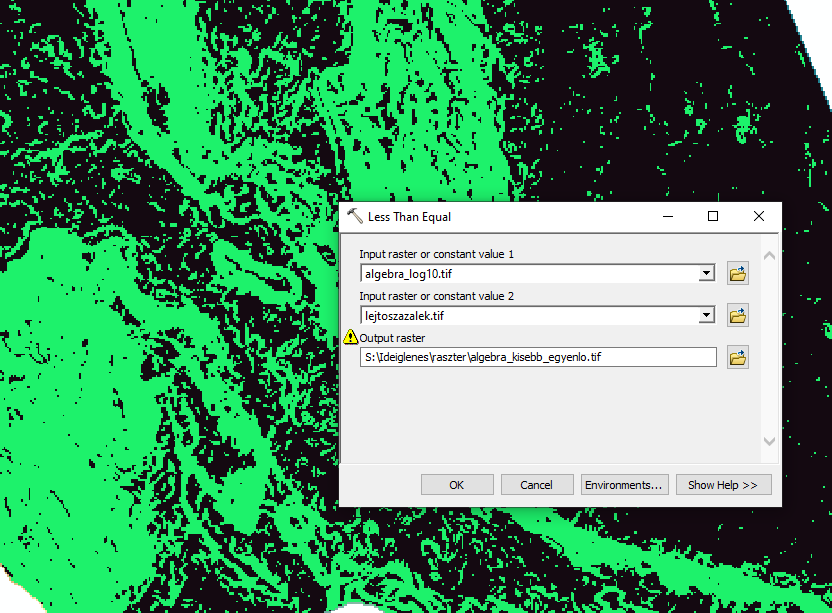 Less Than Equal
Input raster or constant value 1
algebra_log10.tif
Input raster or constant value 2
lejtoszazalek.tif
Output raster
S:\Ideiglenes\raszter\algebra_kisebb_egyenlo.tif
OK
Cancel
Environments...
Show Help >>